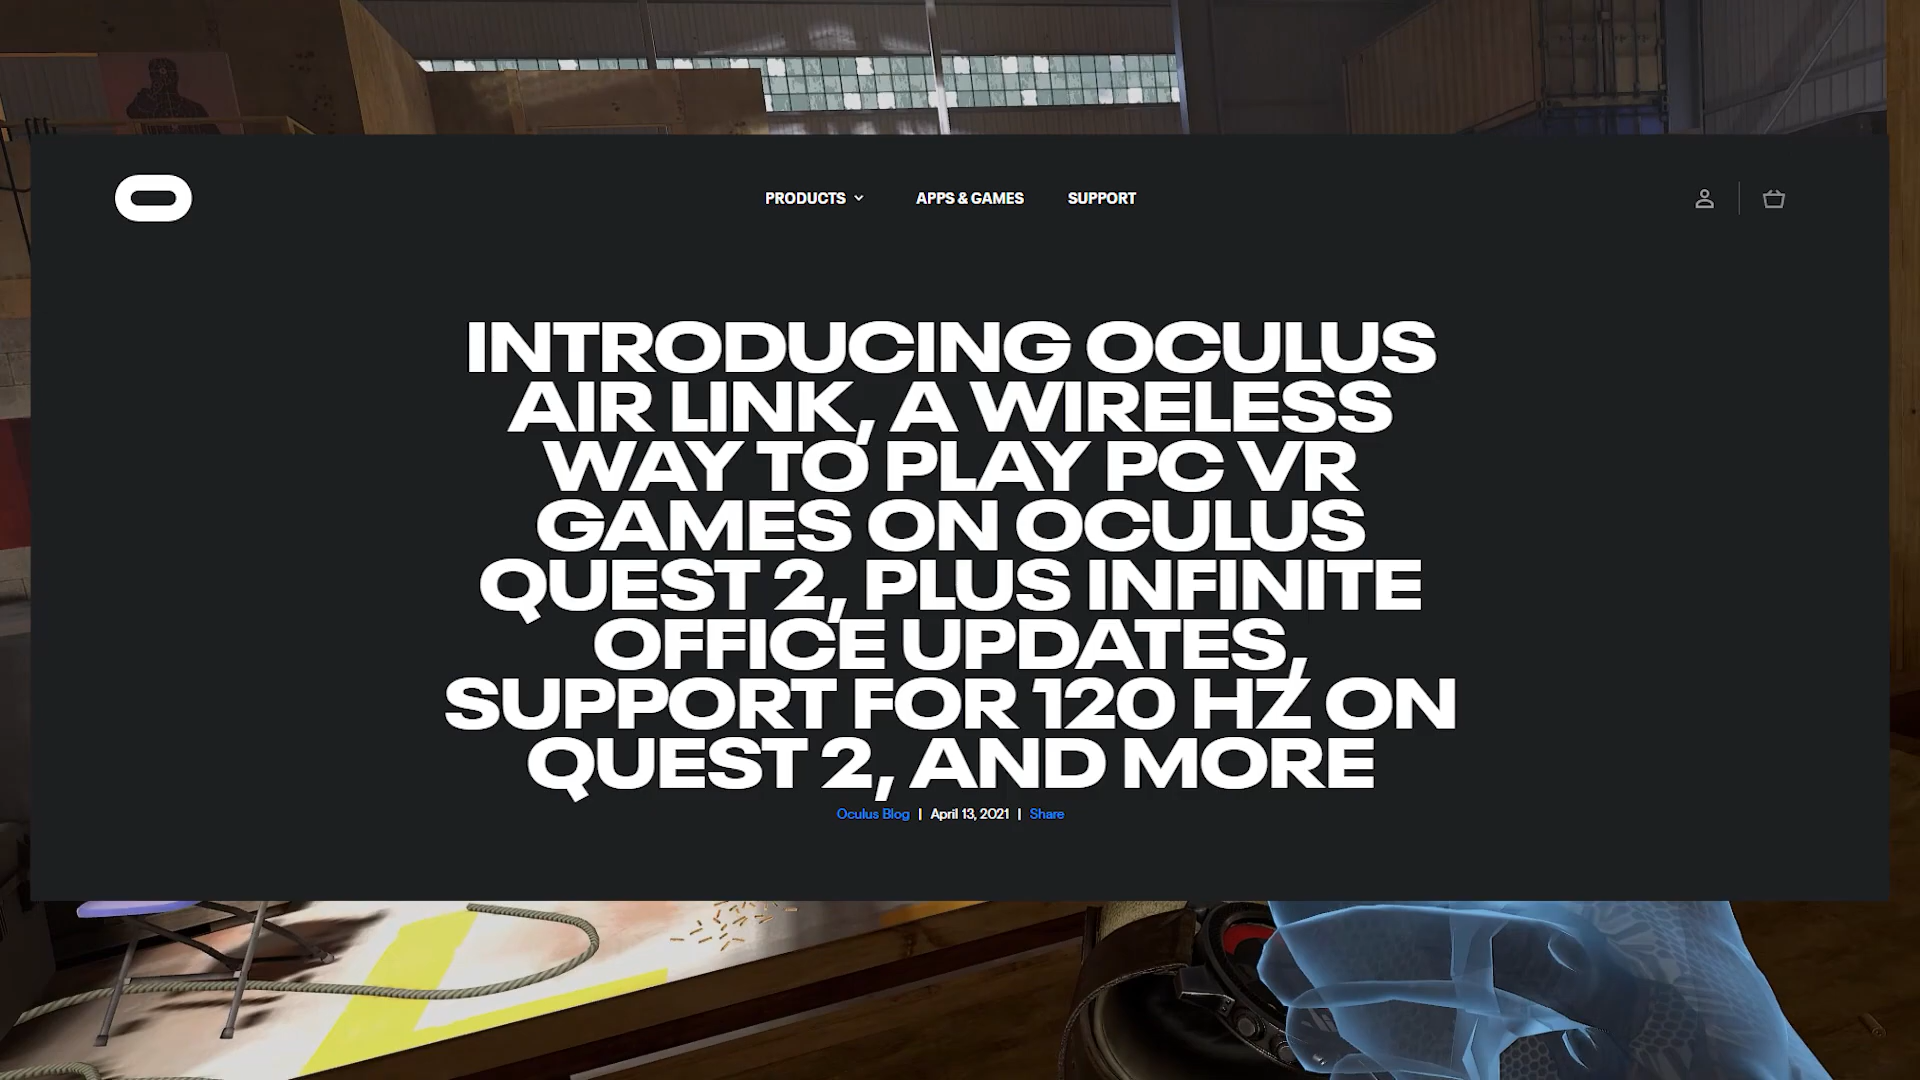 PRODUCTS
APPS & GAMES
SUPPORT
INTRODUCING OCULUS
AIR LINK, A WIRELESS
WAY TO PLAY PC VR
GAMES ON OCULUS
QUEST 2, PLUS INFINITE
OFFICE UPDATES,
SUPPORT FOR 120 HZ ON
QUEST 2, AND MORE
Oculus Blog | April 13, 2021 | Share